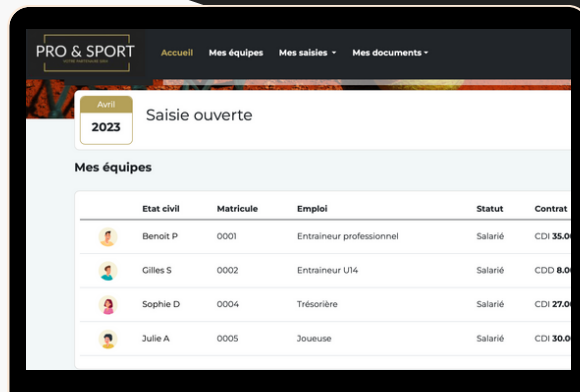 PRO & SPORT
Accueil Mes équipes Mes saisies Mes documents
Avril
2023
Saisie ouverte
Mes équipes
Etat civil Matricule Emploi Statut Contrat
Benoit P 0001 Entraineur professionnel Salarié CDI 35.0
Gilles S 0002 Entraineur U14 Salarié CDD 8.0
Sophie D 0004 Trésorière Salarié CDI 27.0
Julie A 0005 Joueuse Salarié CDI 30.0